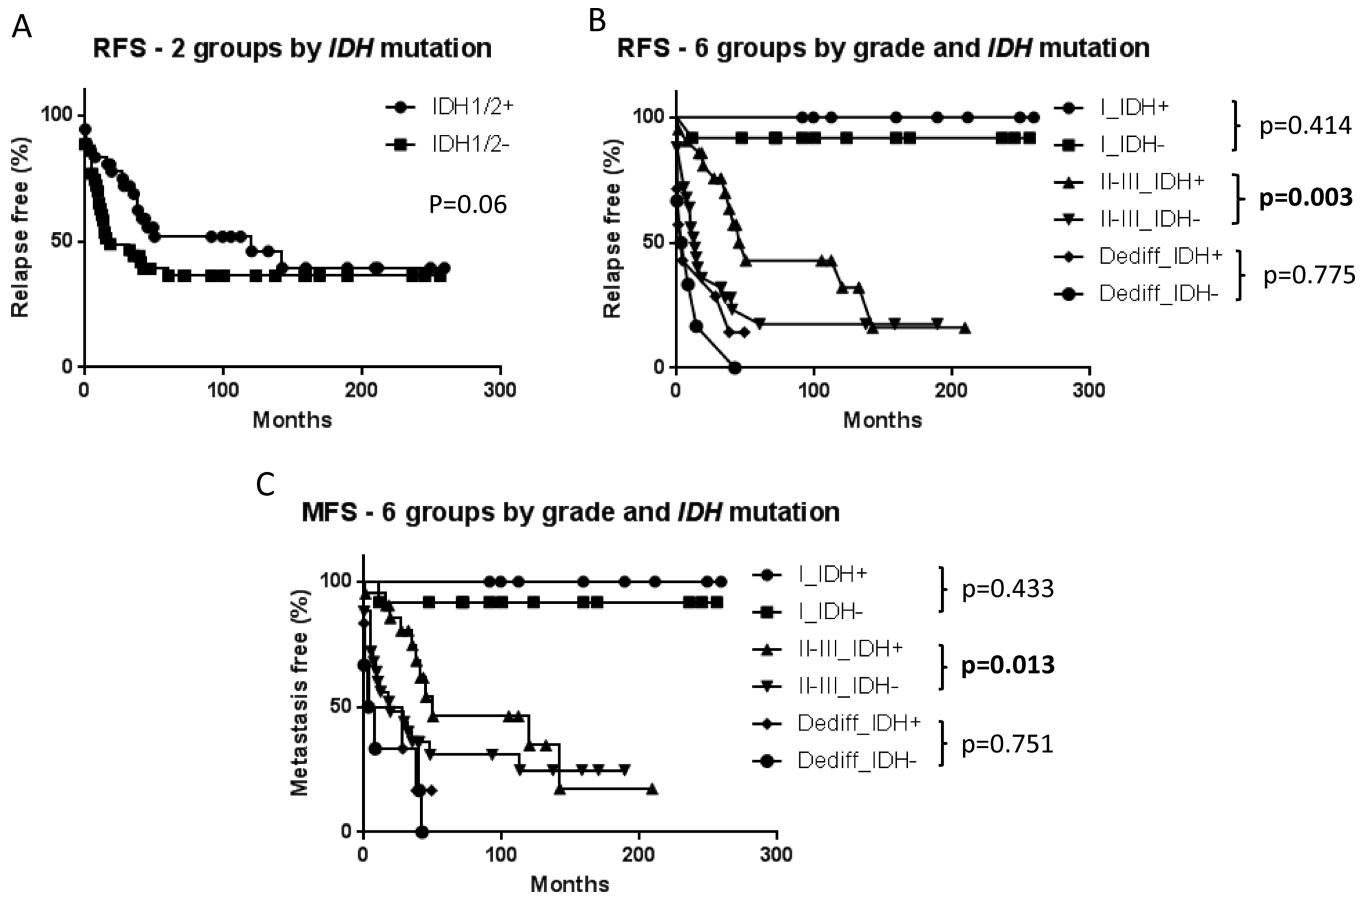 A
RFS - 2 groups by IDH mutation
Relapse free (%)
100
50
0
0 100 200 300
Months
IDH1/2+
IDH1/2-
P=0.06
B
RFS - 6 groups by grade and IDH mutation
Relapse free (%)
100
50
0
0 100 200 300
Months
I_IDH+
I_IDH-
p=0.414
II-III_IDH+
II-III_IDH-
p=0.003
Dediff_IDH+
Dediff_IDH-
p=0.775
C
MFS - 6 groups by grade and IDH mutation
Metastasis free (%)
100
50
0
0 100 200 300
Months
I_IDH+
I_IDH-
p=0.433
II-III_IDH+
II-III_IDH-
p=0.013
Dediff_IDH+
Dediff_IDH-
p=0.751